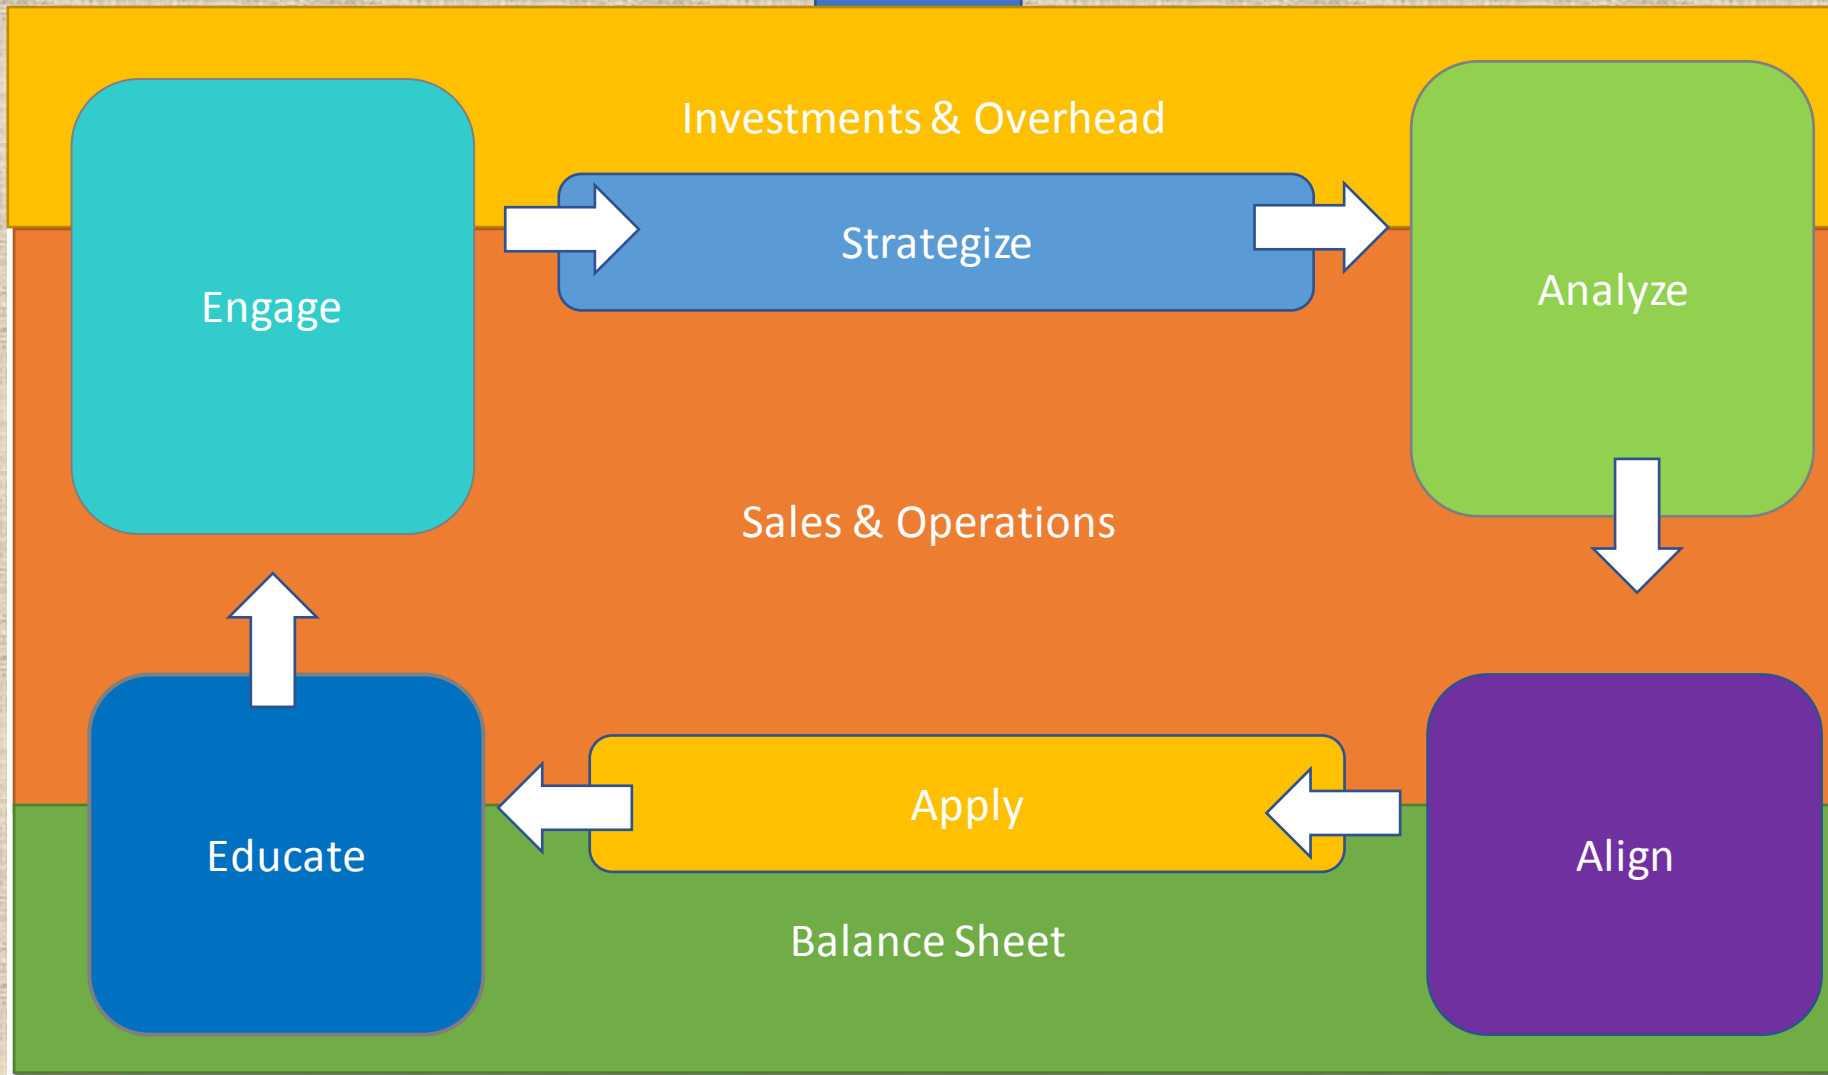 Investments & Overhead
Strategize
Engage
Analyze
Sales & Operations
Apply
Educate
Align
Balance Sheet